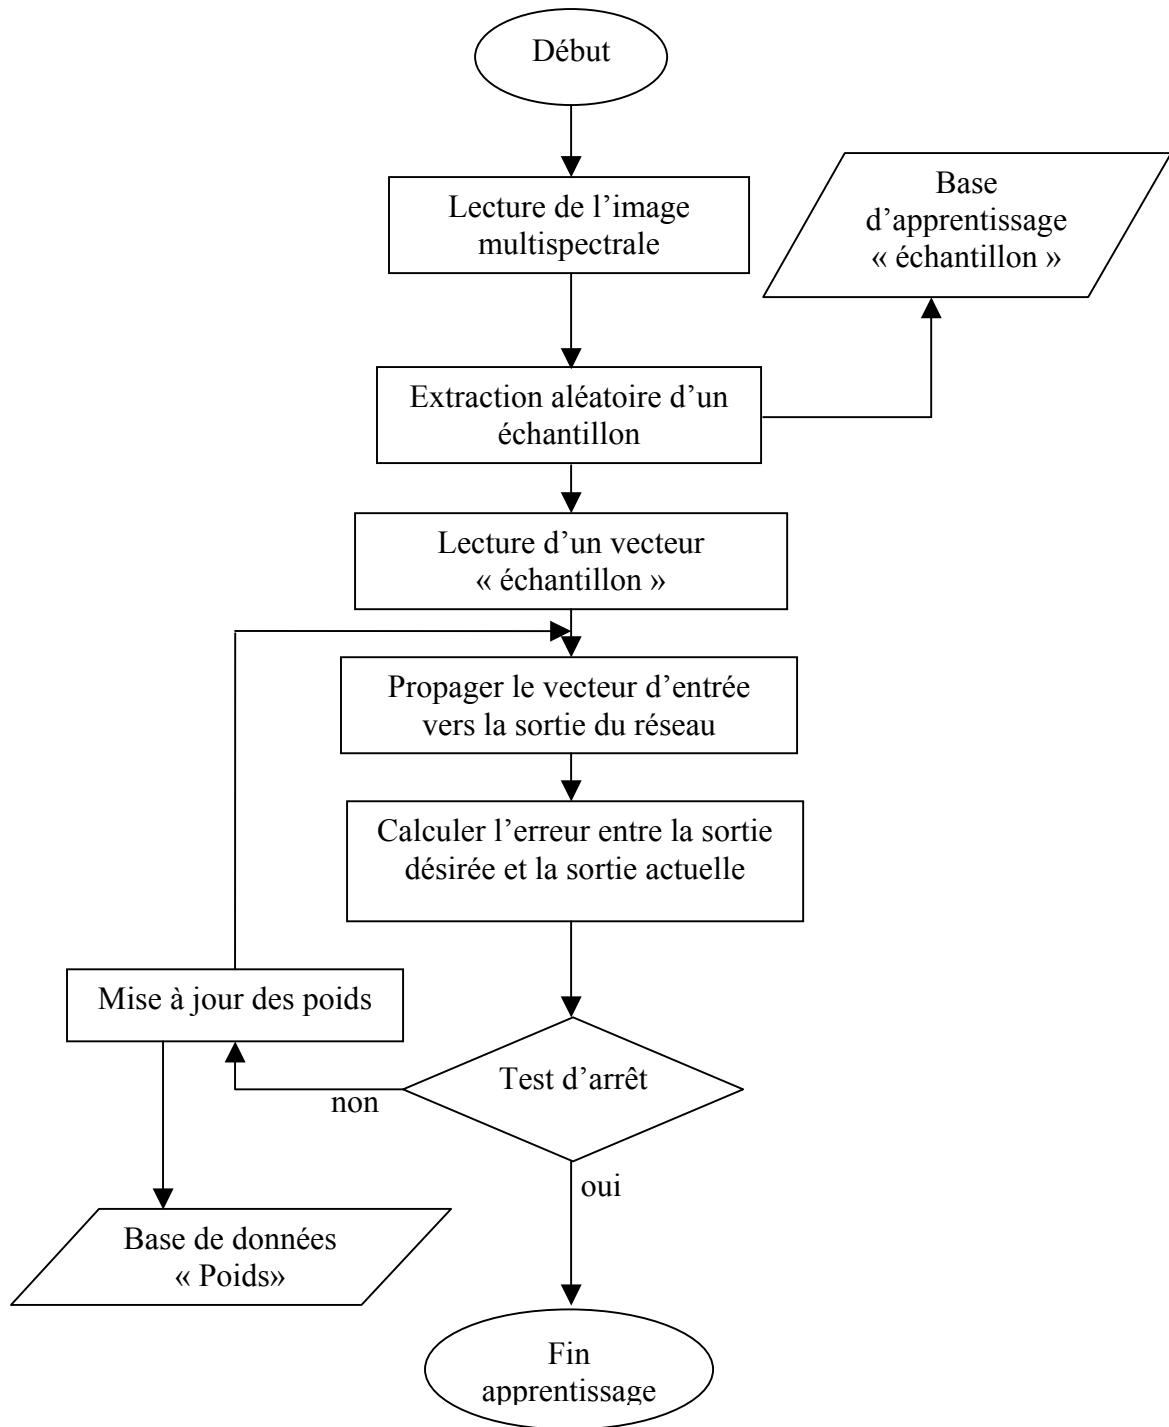 Début
Lecture de l’image
multispectrale
Base
d’apprentissage
« échantillon »
Extraction aléatoire d’un
échantillon
Lecture d’un vecteur
« échantillon »
Propager le vecteur d’entrée
vers la sortie du réseau
Calculer l’erreur entre la sortie
désirée et la sortie actuelle
Mise à jour des poids
Test d’arrêt
non
oui
Base de données
« Poids»
Fin
apprentissage